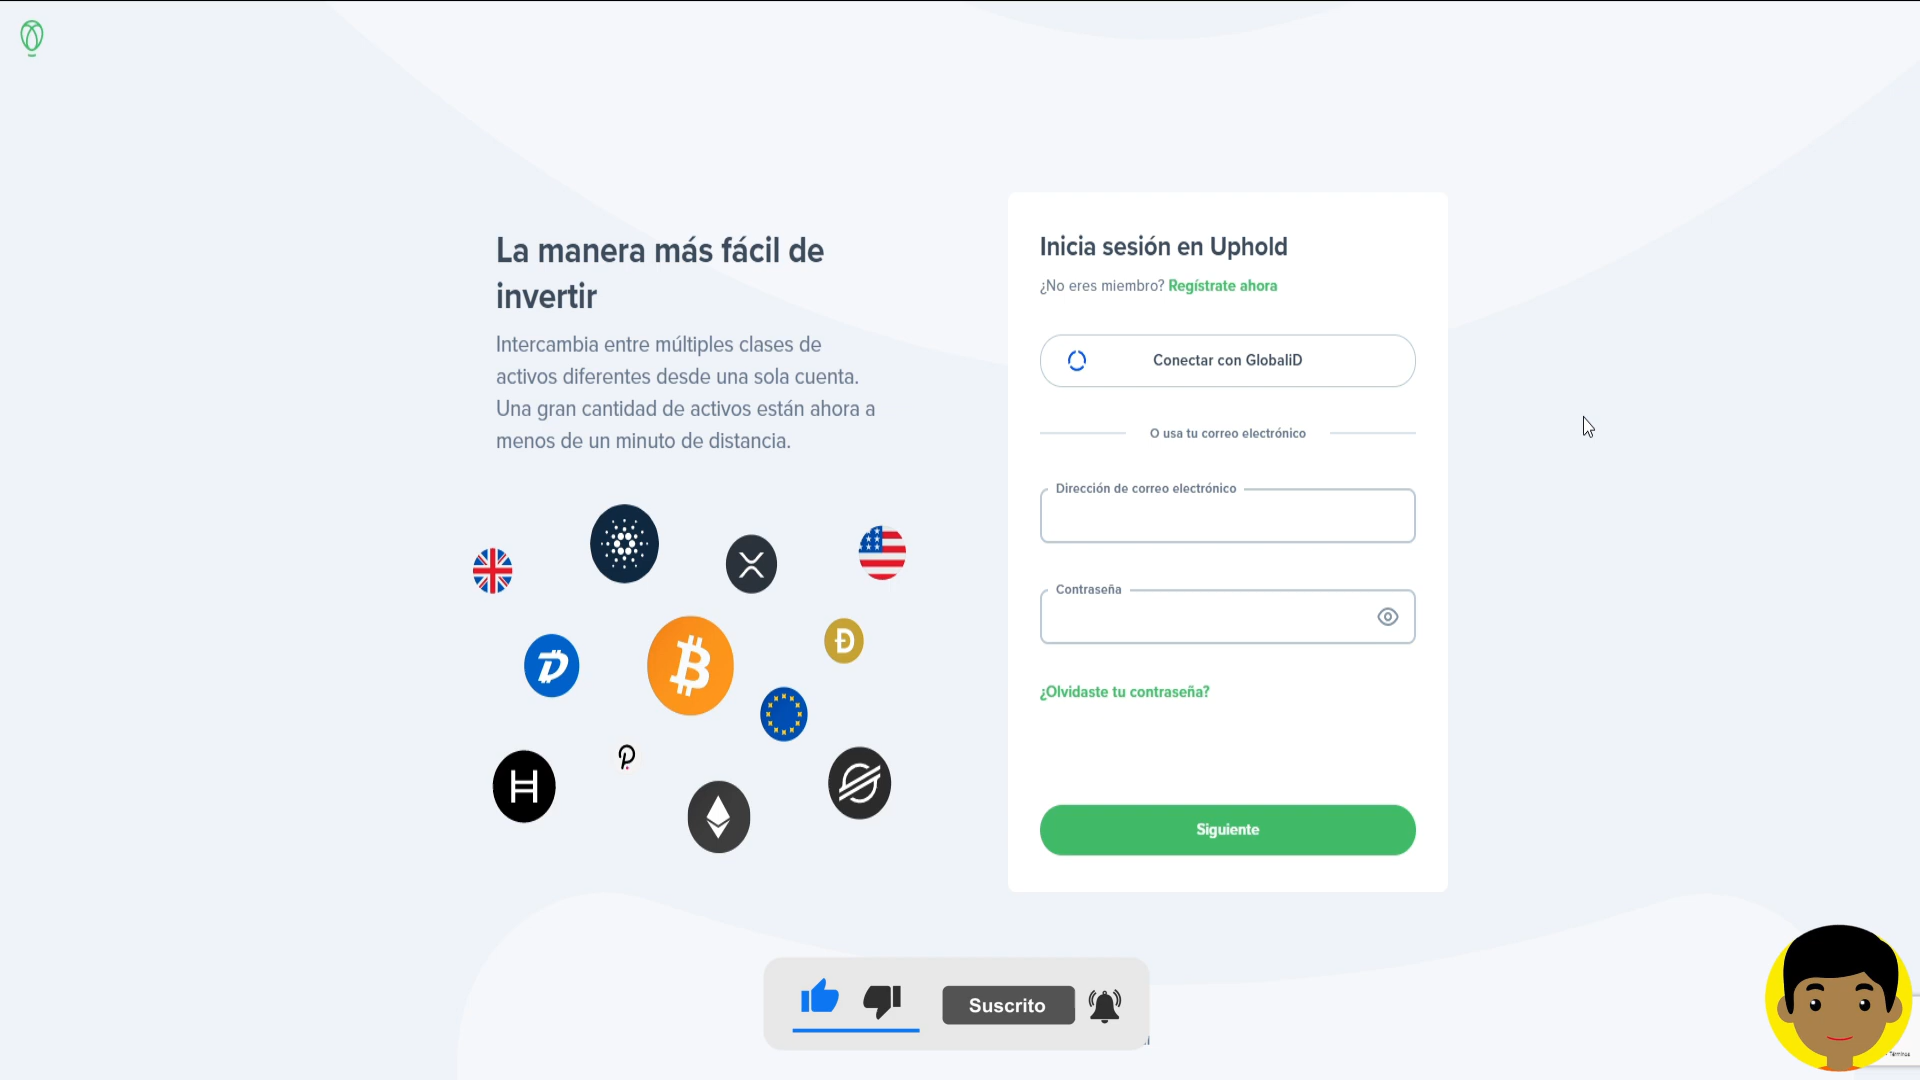 La manera más fácil de
invertir
Intercambia entre múltiples clases de
activos diferentes desde una sola cuenta.
Una gran cantidad de activos están ahora a
menos de un minuto de distancia.
Inicia sesión en Uphold
¿No eres miembro? Regístrate ahora
Conectar con GlobaliD
O usa tu correo electrónico
Dirección de correo electrónico
Contraseña
¿Olvidaste tu contraseña?
Siguiente
Suscrito
Términos